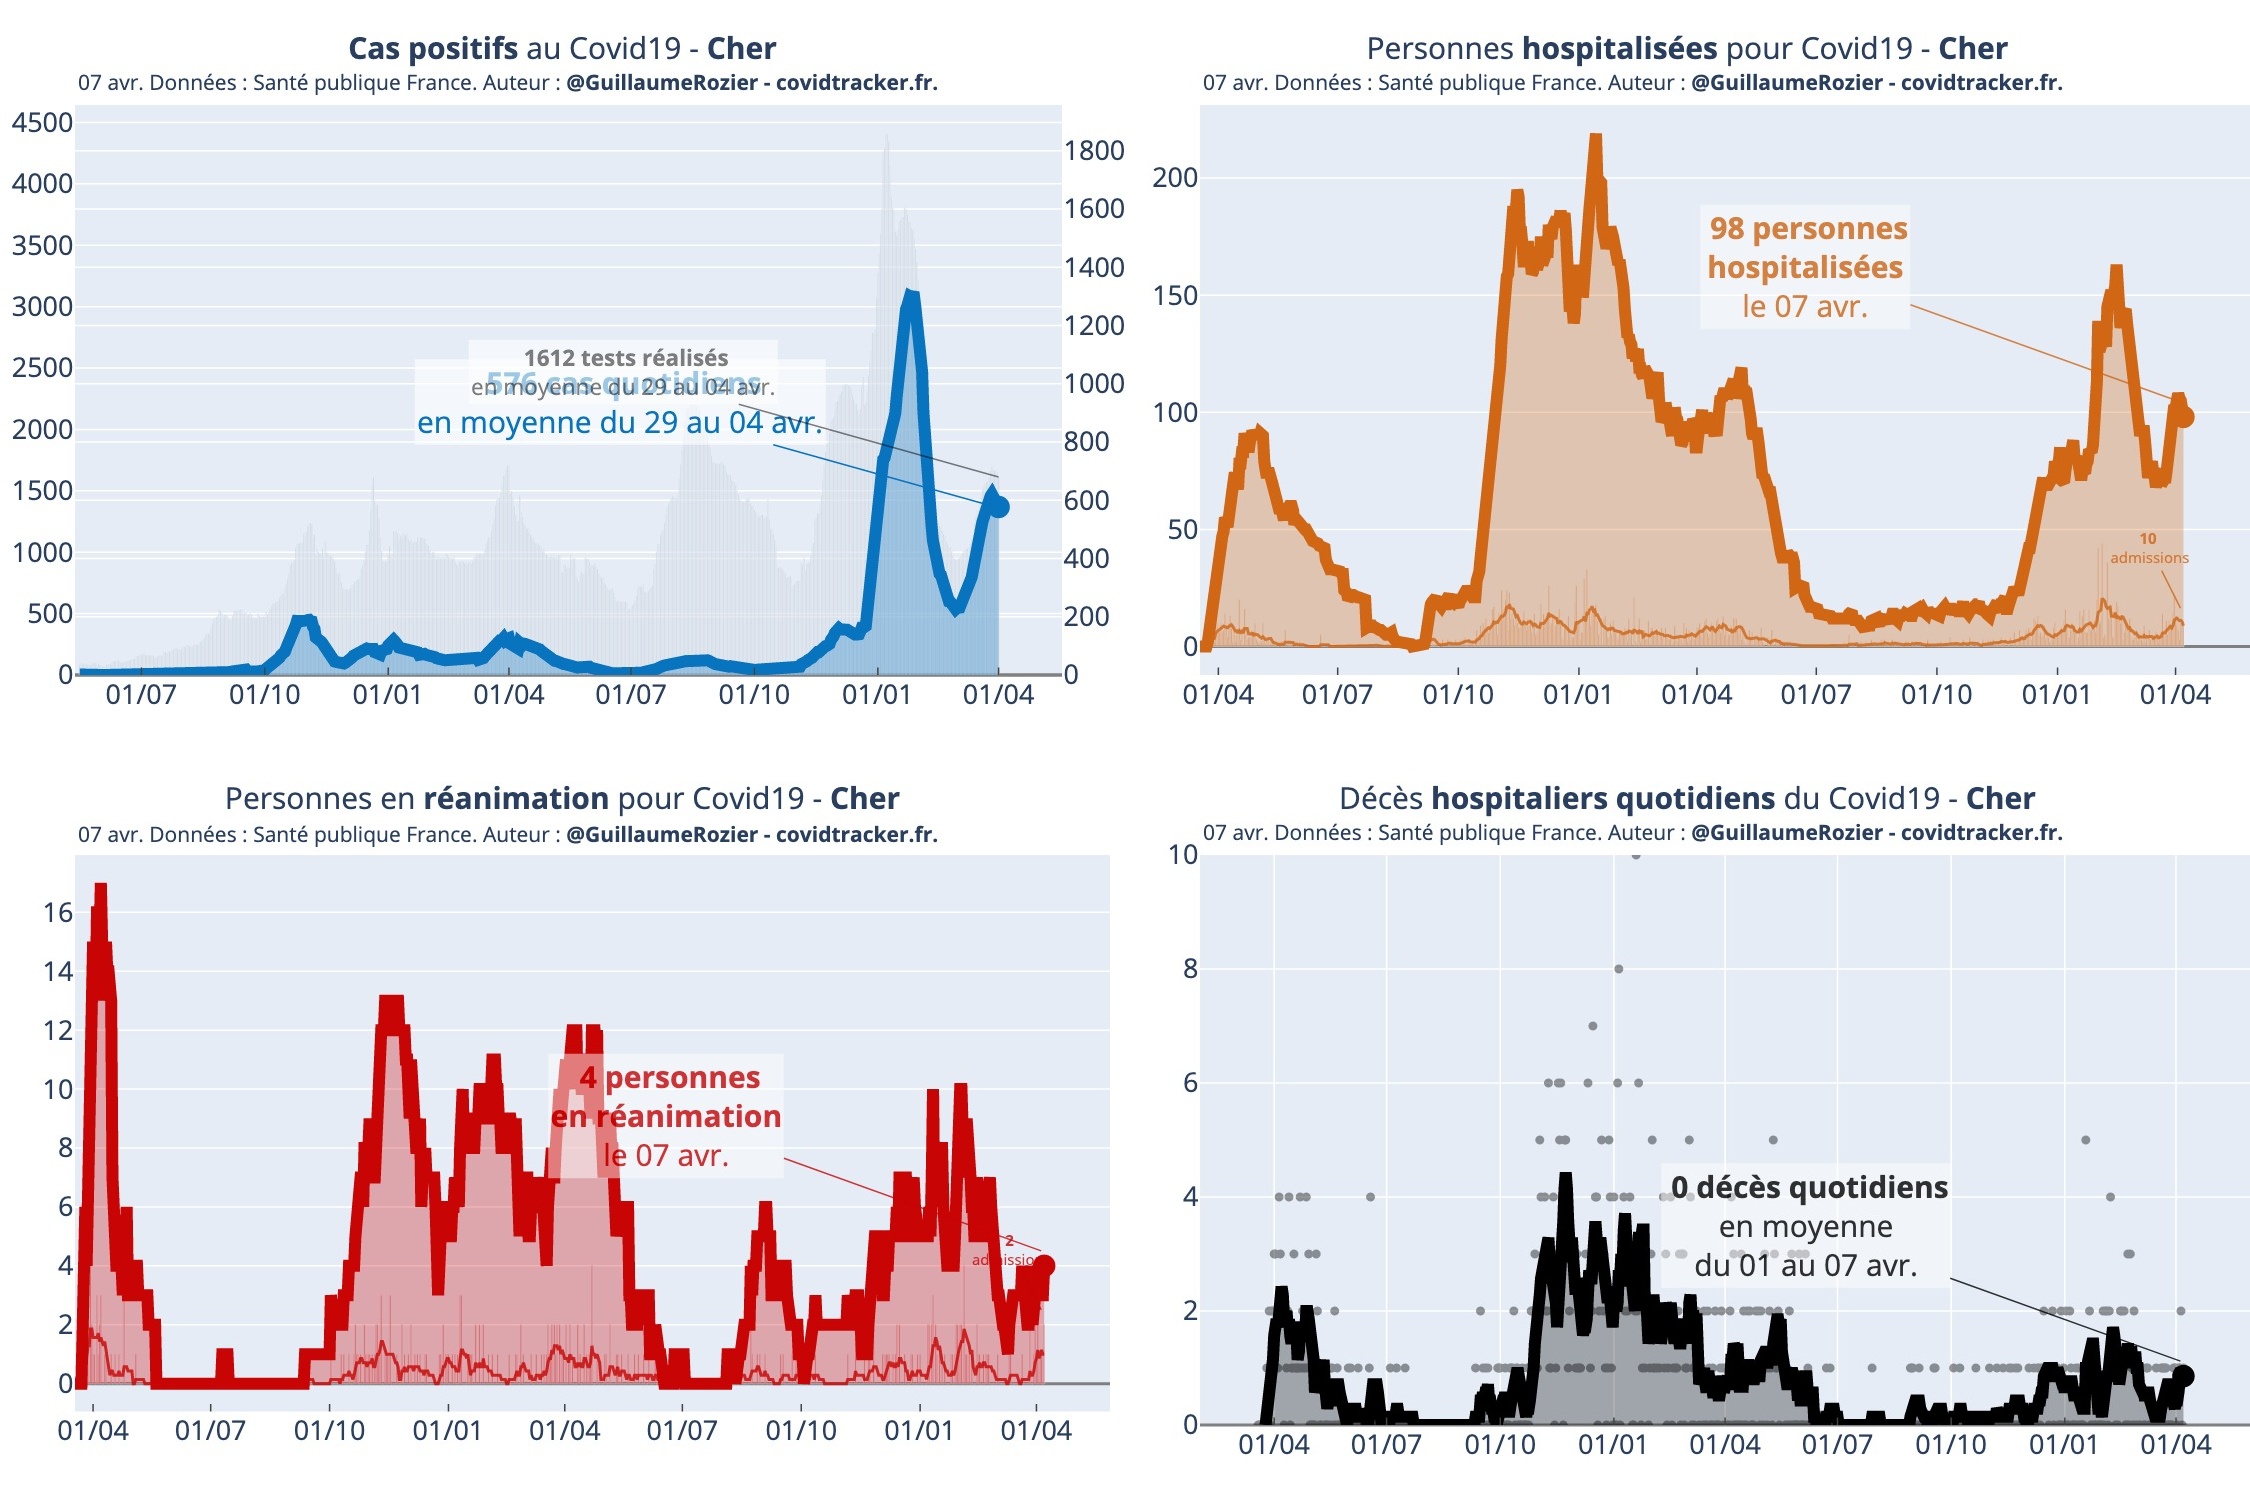 Cas positifs au Covid19 - Cher
07 avr. Données : Santé publique France. Auteur : @GuillaumeRozier - covidtracker.fr.
4500
4000
3500
3000
2500
2000
1500
1000
500
0
1800
1600
1400
1200
1000
800
600
400
200
0
1612 tests réalisés
en moyenne du 29 au 04 avr.
576 cas quotidiens
en moyenne du 29 au 04 avr.
01/07 01/10 01/01 01/04 01/07 01/10 01/01 01/04
Personnes hospitalisées pour Covid19 - Cher
07 avr. Données : Santé publique France. Auteur : @GuillaumeRozier - covidtracker.fr.
200
150
100
50
0
98 personnes
hospitalisées
le 07 avr.
10
admissions
01/04 01/07 01/10 01/01 01/04 01/07 01/10 01/01 01/04
Personnes en réanimation pour Covid19 - Cher
07 avr. Données : Santé publique France. Auteur : @GuillaumeRozier - covidtracker.fr.
16
14
12
10
8
6
4
2
0
4 personnes
en réanimation
le 07 avr.
2
01/04 01/07 01/10 01/01 01/04 01/07 01/10 01/01 01/04
Décès hospitaliers quotidiens du Covid19 - Cher
07 avr. Données : Santé publique France. Auteur : @GuillaumeRozier - covidtracker.fr.
10
8
6
4
2
0
0 décès quotidiens
en moyenne
du 01 au 07 avr.
01/04 01/07 01/10 01/01 01/04 01/07 01/10 01/01 01/04